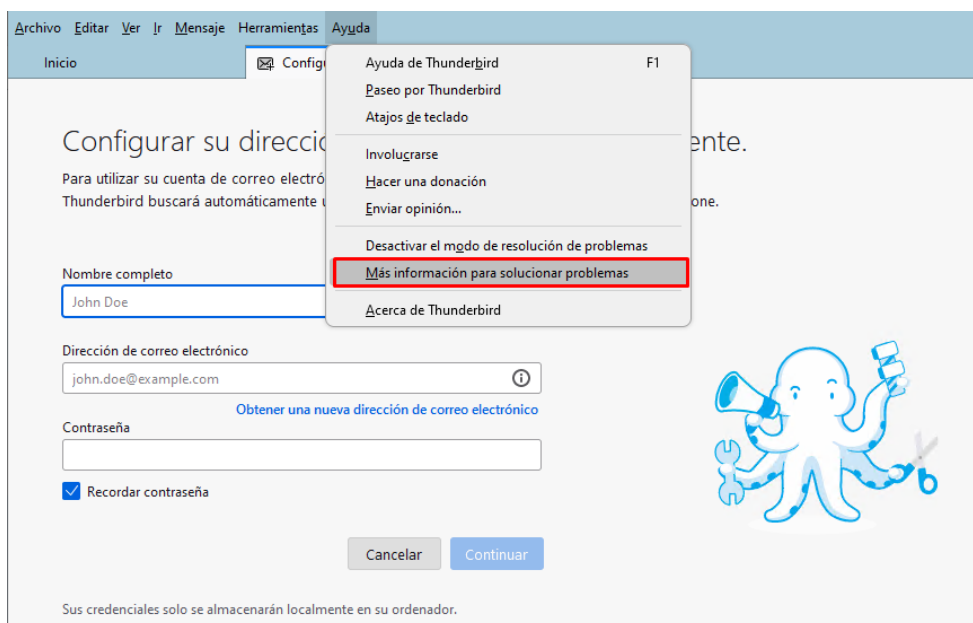 Archivo Editar Ver Ir Mensaje Herramientas Ayuda
Inicio
Ayuda de Thunderbird F1
Paseo por Thunderbird
Atajos de teclado
Involucrarse
Hacer una donación
Enviar opinión...
Desactivar el modo de resolución de problemas
Más información para solucionar problemas
Acerca de Thunderbird
Configurar su ente.
Para utilizar su cuenta de correo
Thunderbird buscará one.
Nombre completo
John Doe
Dirección de correo electrónico
john.doe@example.com
Obtener una nueva dirección de correo electrónico
Contraseña
Recordar contraseña
Cancelar Continuar
Sus credenciales solo se almacenarán localmente en su ordenador.